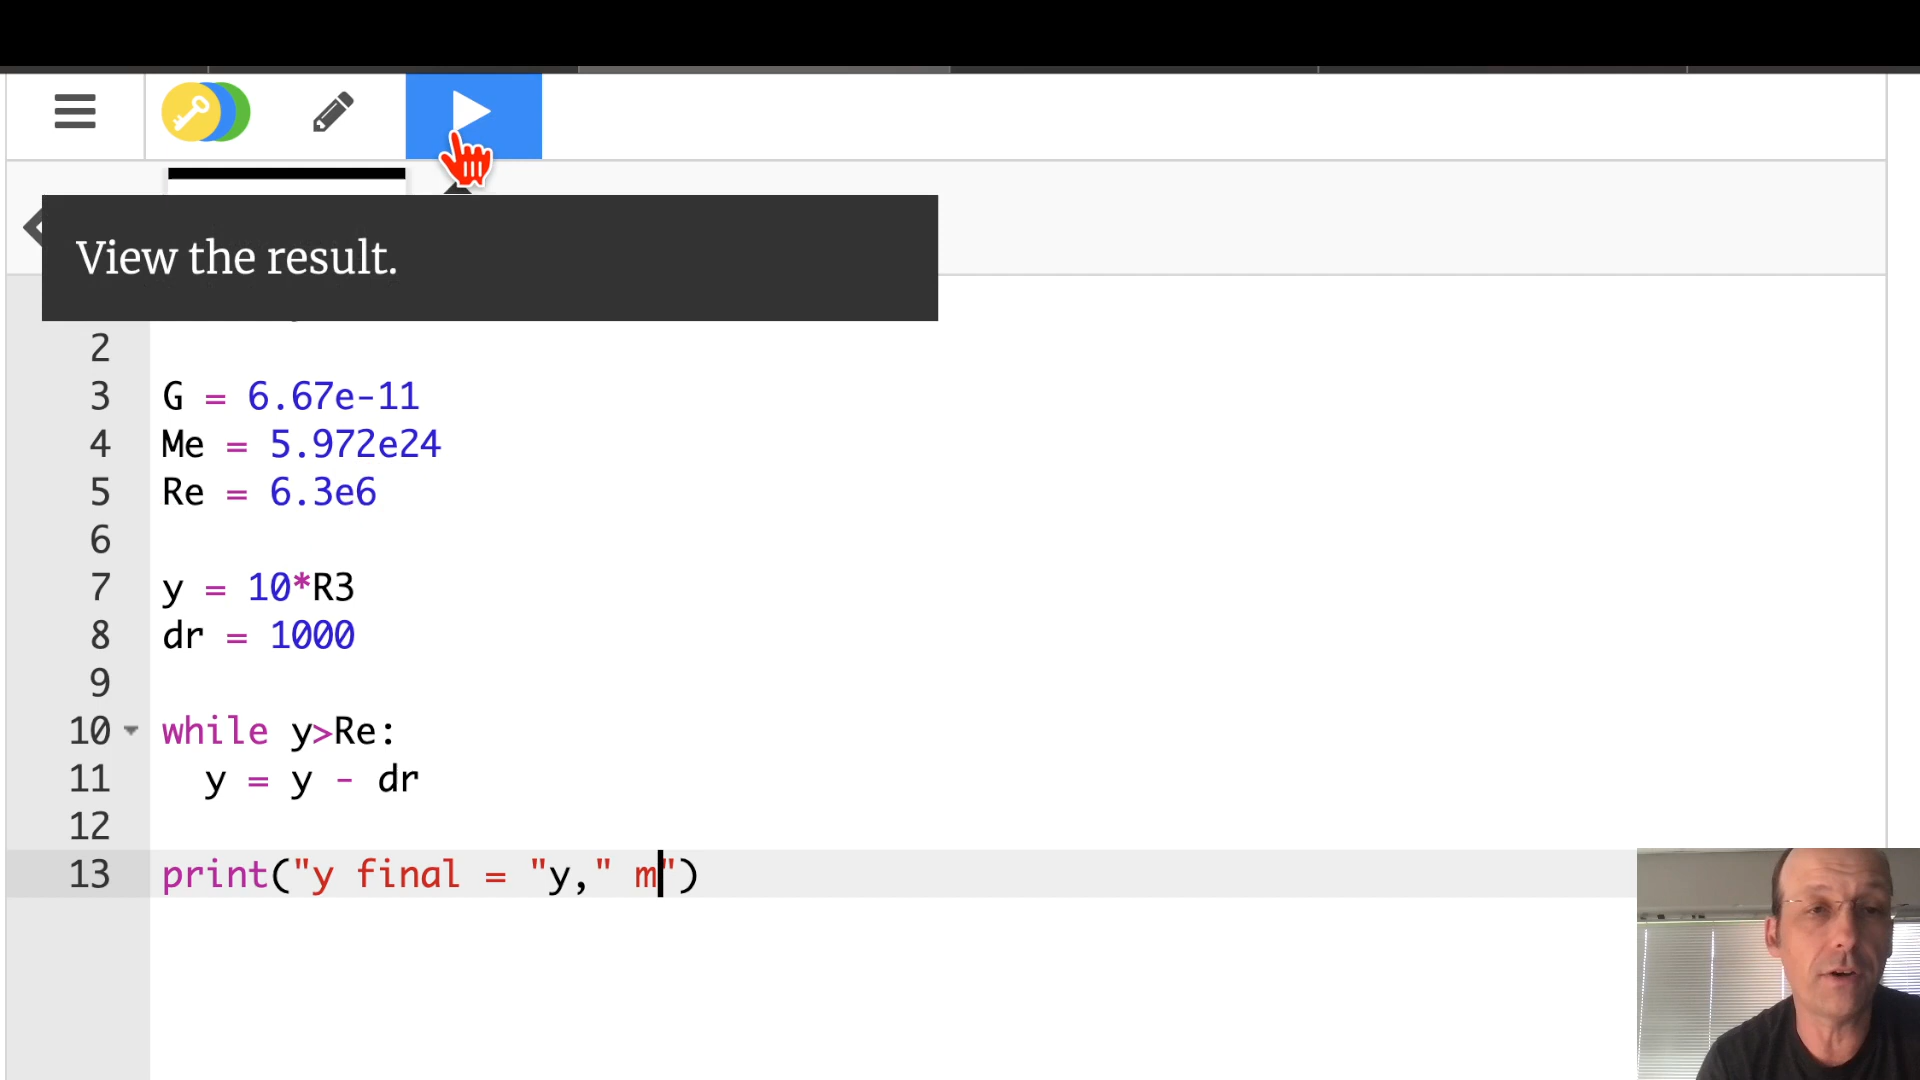 View the result.
2
3 G = 6.67e-11
4 Me = 5.972e24
5 Re = 6.3e6
6
7 y = 10*R3
8 dr = 1000
9
10 while y>Re:
11 y = y - dr
12
13 print("y final = "y," m")